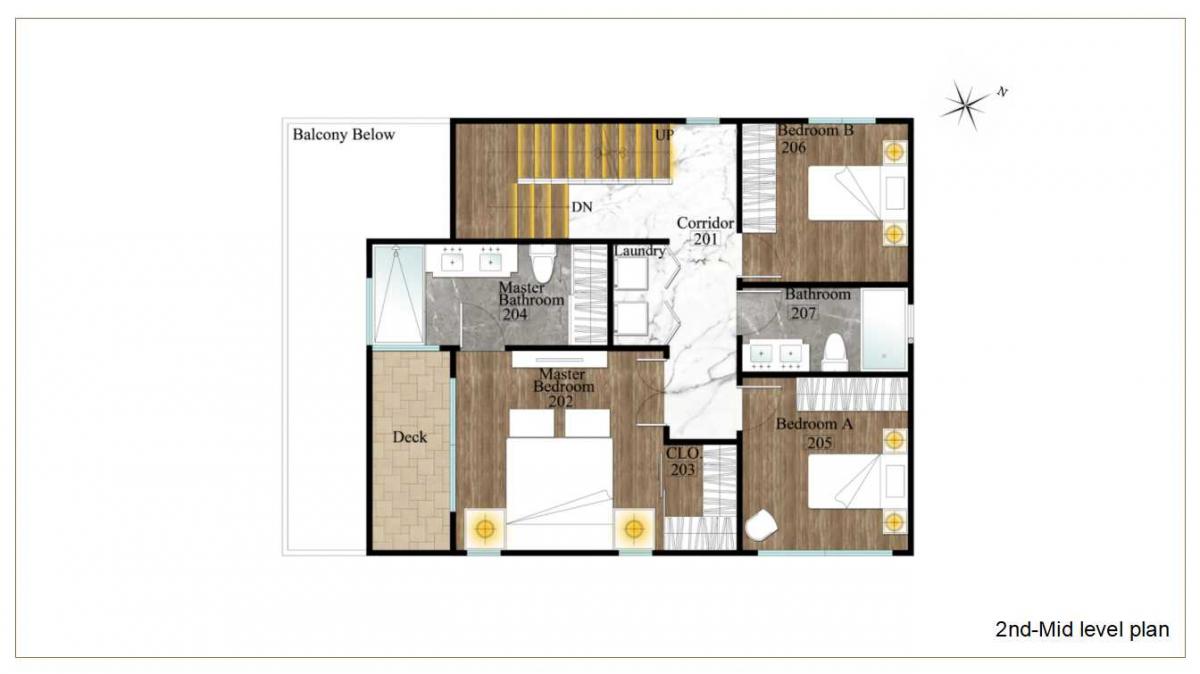 N
Balcony Below
UP
Bedroom B
206
DN
Corridor
201
Laundry
Master
Bathroom
204
Bathroom
207
Master
Bedroom
202
Deck
Bedroom A
205
CLO.
203
2nd-Mid level plan